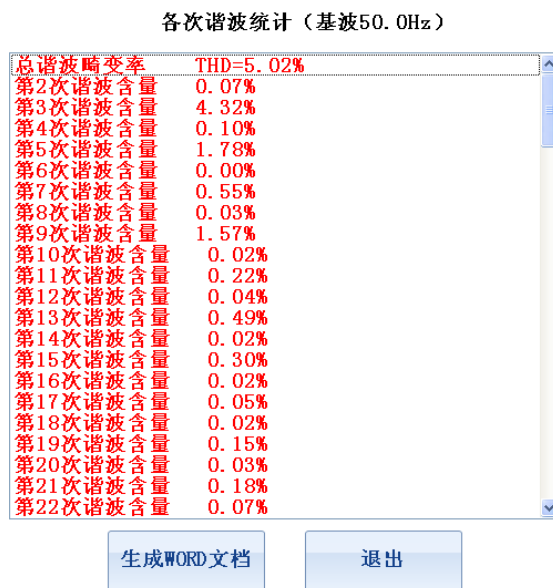 各次谐波统计（基波50.0Hz）
总谐波畸变率 THD=5.02%
第2次谐波含量 0.07%
第3次谐波含量 4.32%
第4次谐波含量 0.10%
第5次谐波含量 1.78%
第6次谐波含量 0.00%
第7次谐波含量 0.55%
第8次谐波含量 0.03%
第9次谐波含量 1.57%
第10次谐波含量 0.02%
第11次谐波含量 0.22%
第12次谐波含量 0.04%
第13次谐波含量 0.49%
第14次谐波含量 0.02%
第15次谐波含量 0.30%
第16次谐波含量 0.02%
第17次谐波含量 0.05%
第18次谐波含量 0.02%
第19次谐波含量 0.15%
第20次谐波含量 0.03%
第21次谐波含量 0.18%
第22次谐波含量 0.07%
生成WORD文档 退出